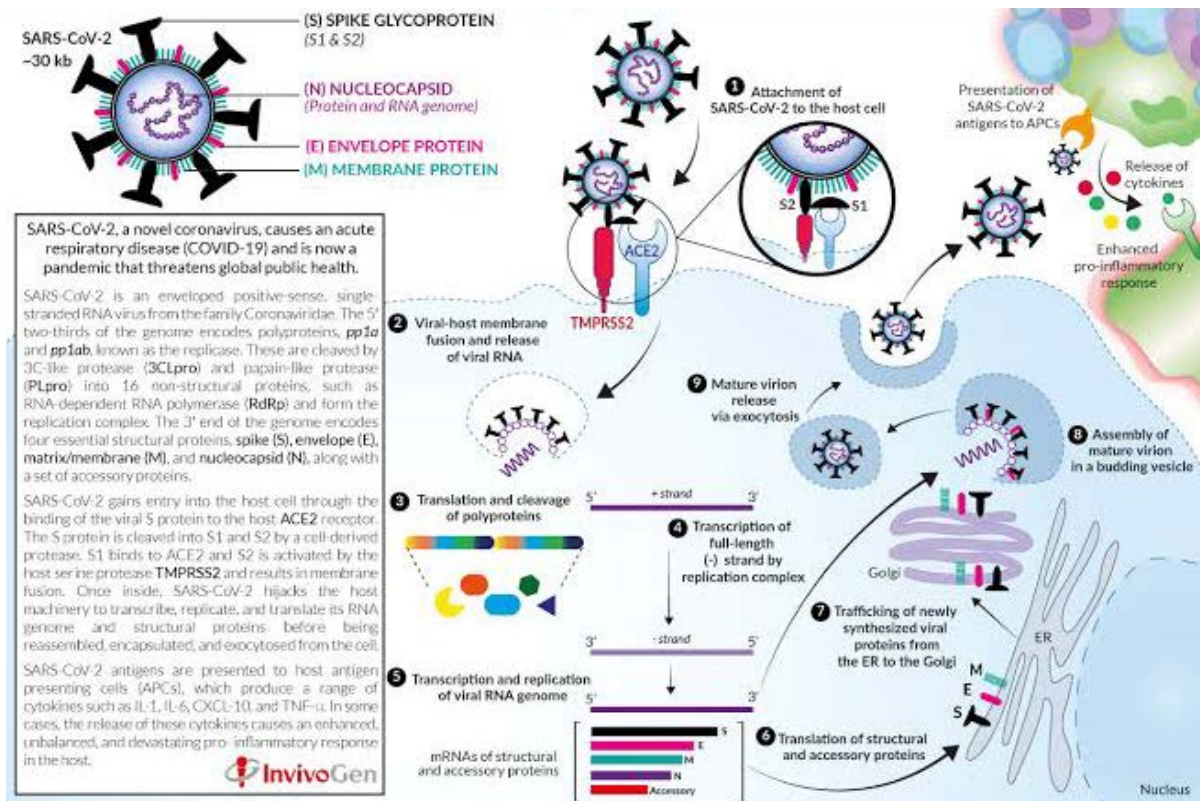 SARS-CoV-2
~30 kb
(S) SPIKE GLYCOPROTEIN
(S1 & S2)
(N) NUCLEOCAPSID
(Protein and RNA genome)
(E) ENVELOPE PROTEIN
(M) MEMBRANE PROTEIN
SARS-CoV-2, a novel coronavirus, causes an acute
respiratory disease (COVID-19) and is now a
pandemic that threatens global public health.
SARS-CoV-2 is an enveloped positive-sense, single
stranded RNA virus from the family Coronaviridae. The 5'
two-thirds of the genome encodes polyproteins, pp1a
and pp1ab, known as the replicase. These are cleaved by
3C-like protease (3CLpro) and papain-like protease
(PLpro) into 16 non-structural proteins, such as
RNA-dependent RNA polymerase (RdRp) and form the
replication complex. The 3' end of the genome encodes
four essential structural proteins, spike (S), envelope (E),
matrix/membrane (M), and nucleocapsid (N), along with
a set of accessory proteins.
SARS-CoV-2 gains entry into the host cell through the
binding of the viral S protein to the host ACE2 receptor.
The S protein is cleaved into S1 and S2 by a cell-derived
protease. S1 binds to ACE2 and S2 is activated by the
host serine protease TMPRSS2 and results in membrane
fusion. Once inside, SARS-CoV-2 hijacks the host
machinery to transcribe, replicate, and translate its RNA
genome and structural proteins before being
reassembled, encapsulated, and exocytosed from the cell.
SARS-CoV-2 antigens are presented to host antigen
presenting cells (APCs), which produce a range of
cytokines such as IL-1, IL-6, CXCL-10, and TNF-α. In some
cases, the release of these cytokines causes an enhanced,
unbalanced, and devastating pro- inflammatory response
in the host.
InvivoGen
1 Attachment of
SARS-CoV-2 to the host cell
S2
S1
ACE2
TMPRSS2
Presentation of
SARS-CoV-2
antigens to APCs
Release of
cytokines
Enhanced
pro-inflammatory
response
2 Viral-host membrane
fusion and release
of viral RNA
3 Translation and cleavage
of polyproteins
5' + strand 3'
4 Transcription of
full-length
(-) strand by
replication complex
3' - strand 5'
5 Transcription and replication
of viral RNA genome
5' 3'
mRNAs of structural
and accessory proteins
S
E
M
N
Accessory
6 Translation of structural
and accessory proteins
M
E
S
ER
7 Trafficking of newly
synthesized viral
proteins from
the ER to the Golgi
Golgi
8 Assembly of
mature virion
in a budding vesicle
9 Mature virion
release
via exocytosis
Nucleus